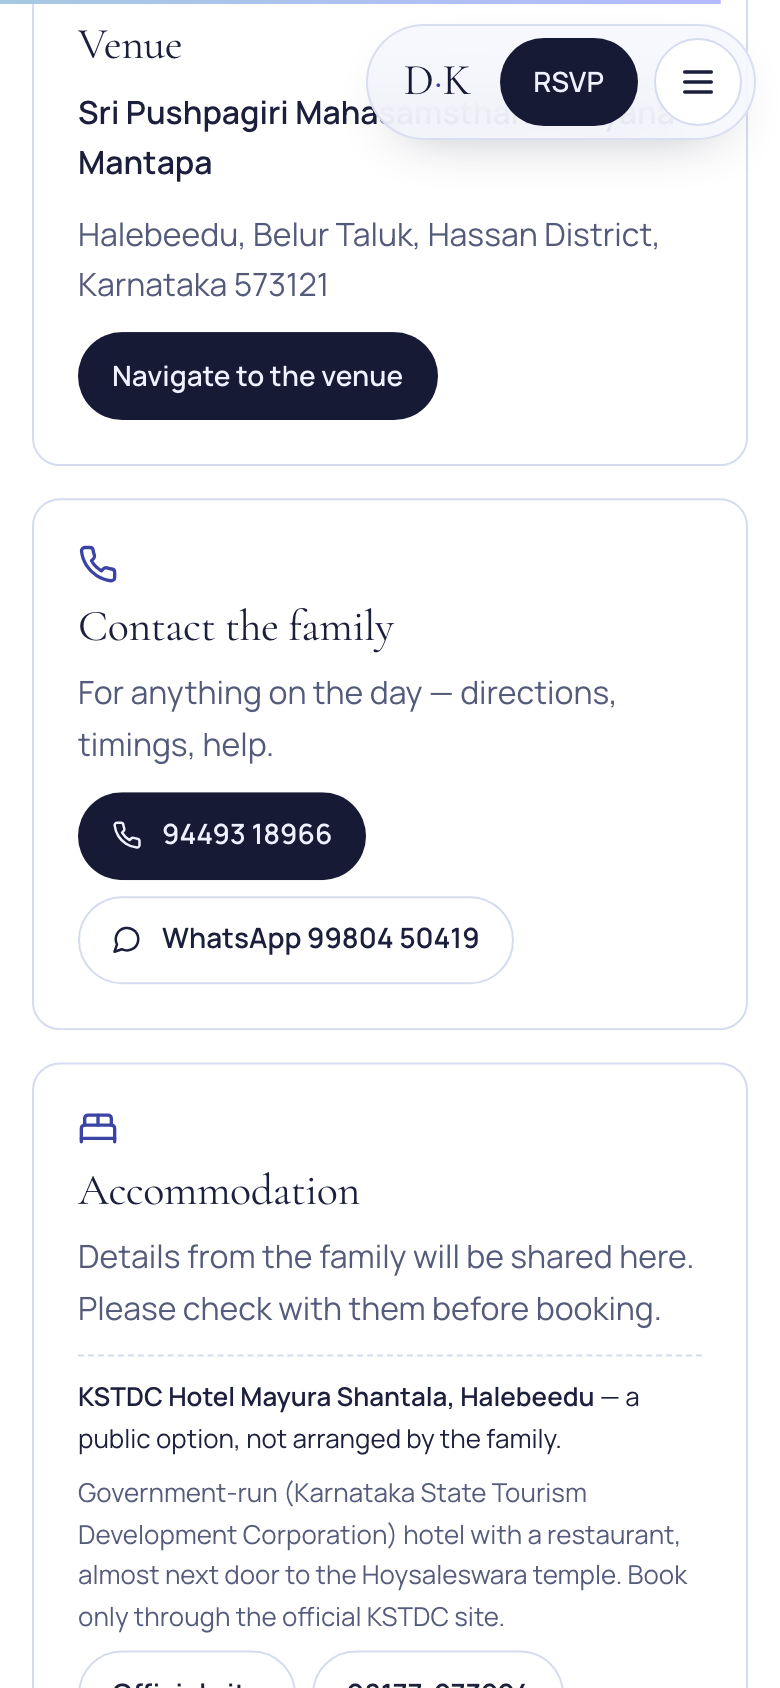 Venue
D·K
RSVP
Sri Pushpagiri Mahasamsthana
Mantapa
Halebeedu, Belur Taluk, Hassan District,
Karnataka 573121
Navigate to the venue
Contact the family
For anything on the day — directions,
timings, help.
94493 18966
WhatsApp 99804 50419
Accommodation
Details from the family will be shared here.
Please check with them before booking.
KSTDC Hotel Mayura Shantala, Halebeedu — a
public option, not arranged by the family.
Government-run (Karnataka State Tourism
Development Corporation) hotel with a restaurant,
almost next door to the Hoysaleswara temple. Book
only through the official KSTDC site.